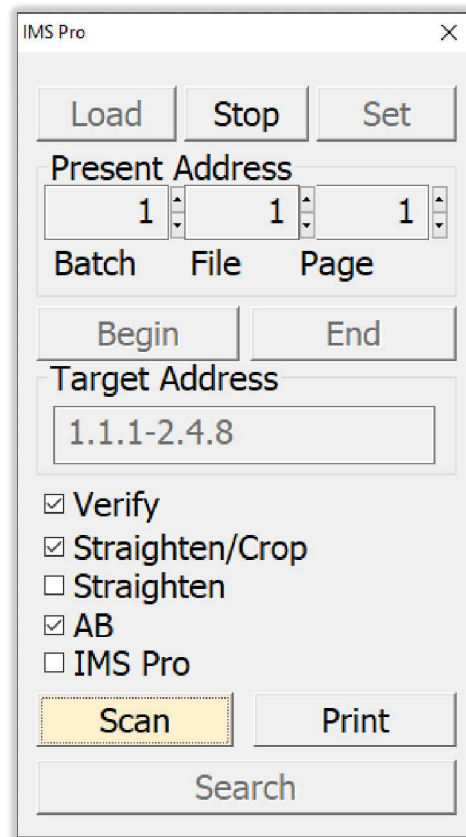 IMS Pro
Load Stop Set
Present Address
1 1 1
Batch File Page
Begin End
Target Address
1.1.1-2.4.8
Verify
Straighten/Crop
Straighten
AB
IMS Pro
Scan Print
Search